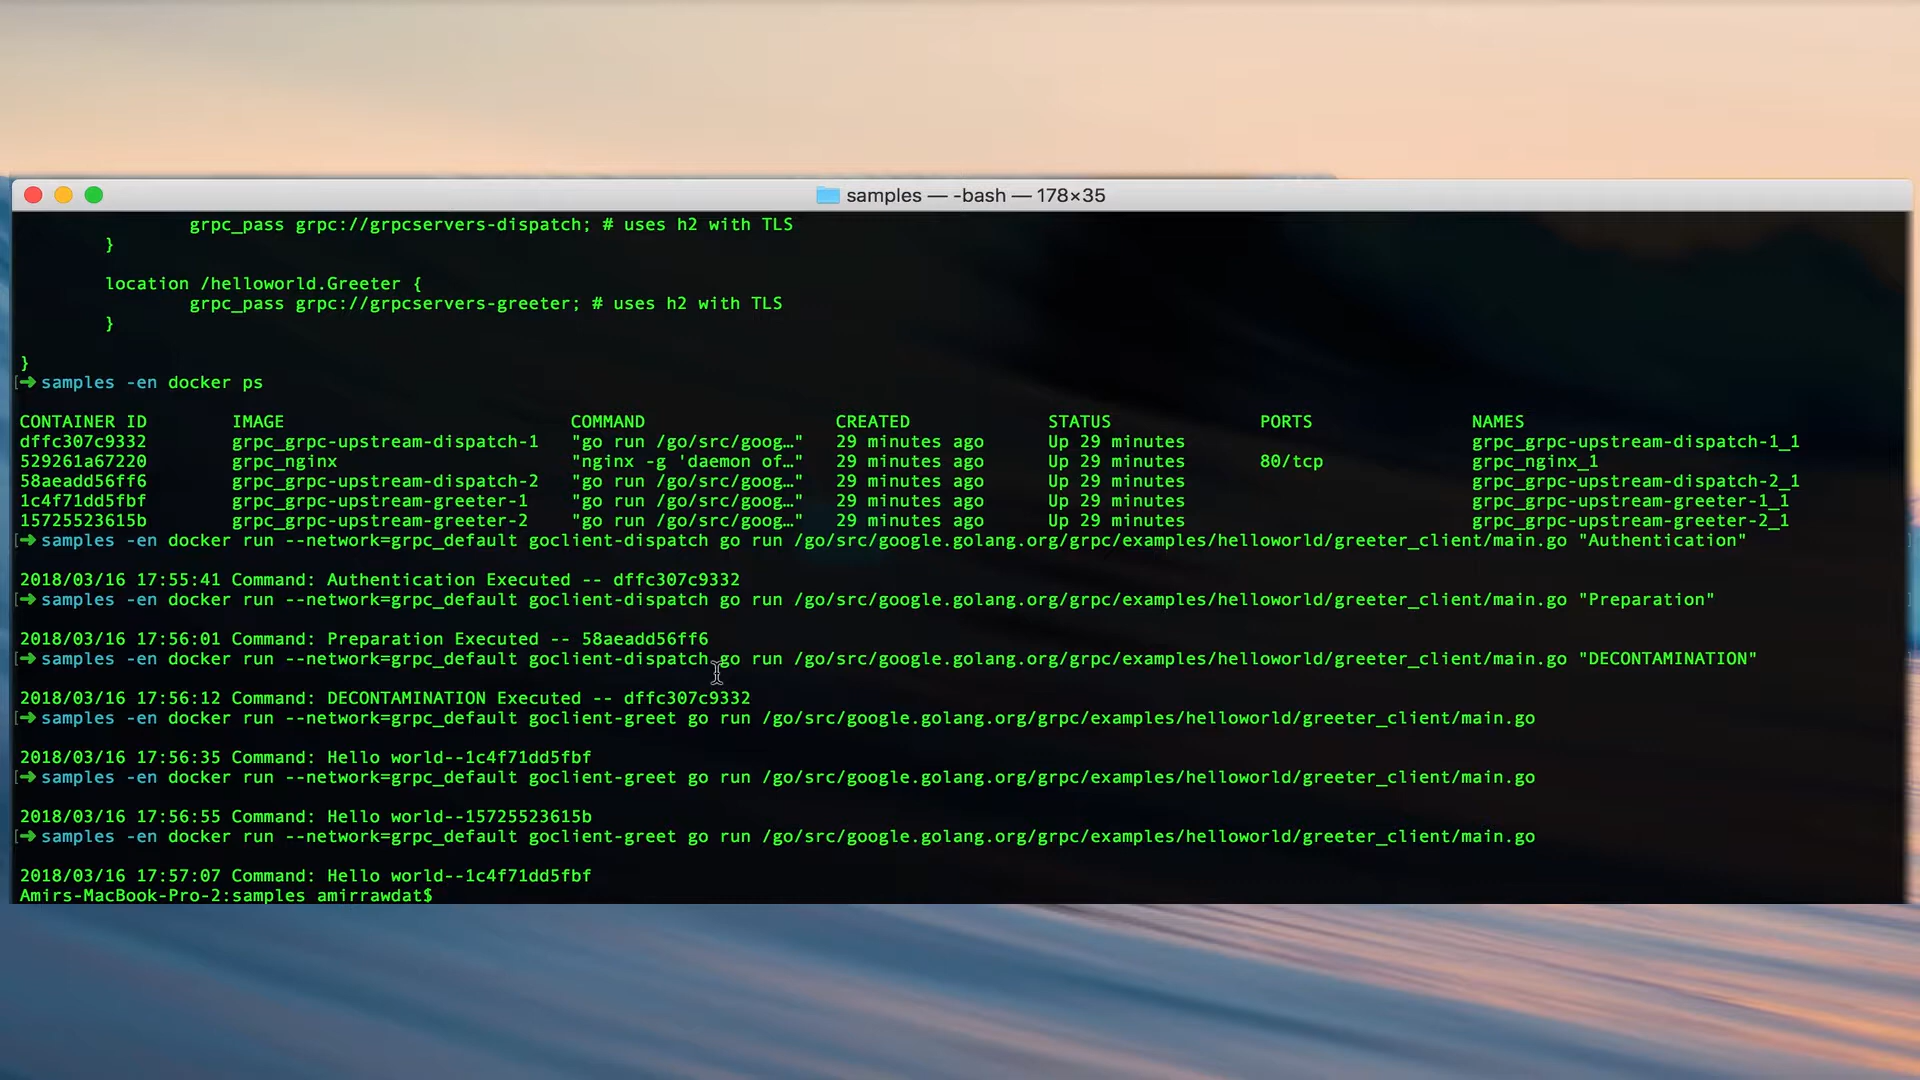 samples — -bash — 178×35
grpc_pass grpc://grpcservers-dispatch; # uses h2 with TLS
}
location /helloworld.Greeter {
grpc_pass grpc://grpcservers-greeter; # uses h2 with TLS
}
}
[➜ samples -en docker ps
CONTAINER ID IMAGE COMMAND CREATED STATUS PORTS NAMES
dffc307c9332 grpc_grpc-upstream-dispatch-1 "go run /go/src/goog…" 29 minutes ago Up 29 minutes grpc_grpc-upstream-dispatch-1_1
529261a67220 grpc_nginx "nginx -g 'daemon of…" 29 minutes ago Up 29 minutes 80/tcp grpc_nginx_1
58aeadd56ff6 grpc_grpc-upstream-dispatch-2 "go run /go/src/goog…" 29 minutes ago Up 29 minutes grpc_grpc-upstream-dispatch-2_1
1c4f71dd5fbf grpc_grpc-upstream-greeter-1 "go run /go/src/goog…" 29 minutes ago Up 29 minutes grpc_grpc-upstream-greeter-1_1
15725523615b grpc_grpc-upstream-greeter-2 "go run /go/src/goog…" 29 minutes ago Up 29 minutes grpc_grpc-upstream-greeter-2_1
[➜ samples -en docker run --network=grpc_default goclient-dispatch go run /go/src/google.golang.org/grpc/examples/helloworld/greeter_client/main.go "Authentication"
2018/03/16 17:55:41 Command: Authentication Executed -- dffc307c9332
[➜ samples -en docker run --network=grpc_default goclient-dispatch go run /go/src/google.golang.org/grpc/examples/helloworld/greeter_client/main.go "Preparation"
2018/03/16 17:56:01 Command: Preparation Executed -- 58aeadd56ff6
[➜ samples -en docker run --network=grpc_default goclient-dispatch go run /go/src/google.golang.org/grpc/examples/helloworld/greeter_client/main.go "DECONTAMINATION"
2018/03/16 17:56:12 Command: DECONTAMINATION Executed -- dffc307c9332
[➜ samples -en docker run --network=grpc_default goclient-greet go run /go/src/google.golang.org/grpc/examples/helloworld/greeter_client/main.go
2018/03/16 17:56:35 Command: Hello world--1c4f71dd5fbf
[➜ samples -en docker run --network=grpc_default goclient-greet go run /go/src/google.golang.org/grpc/examples/helloworld/greeter_client/main.go
2018/03/16 17:56:55 Command: Hello world--15725523615b
[➜ samples -en docker run --network=grpc_default goclient-greet go run /go/src/google.golang.org/grpc/examples/helloworld/greeter_client/main.go
2018/03/16 17:57:07 Command: Hello world--1c4f71dd5fbf
Amirs-MacBook-Pro-2:samples amirrawdat$